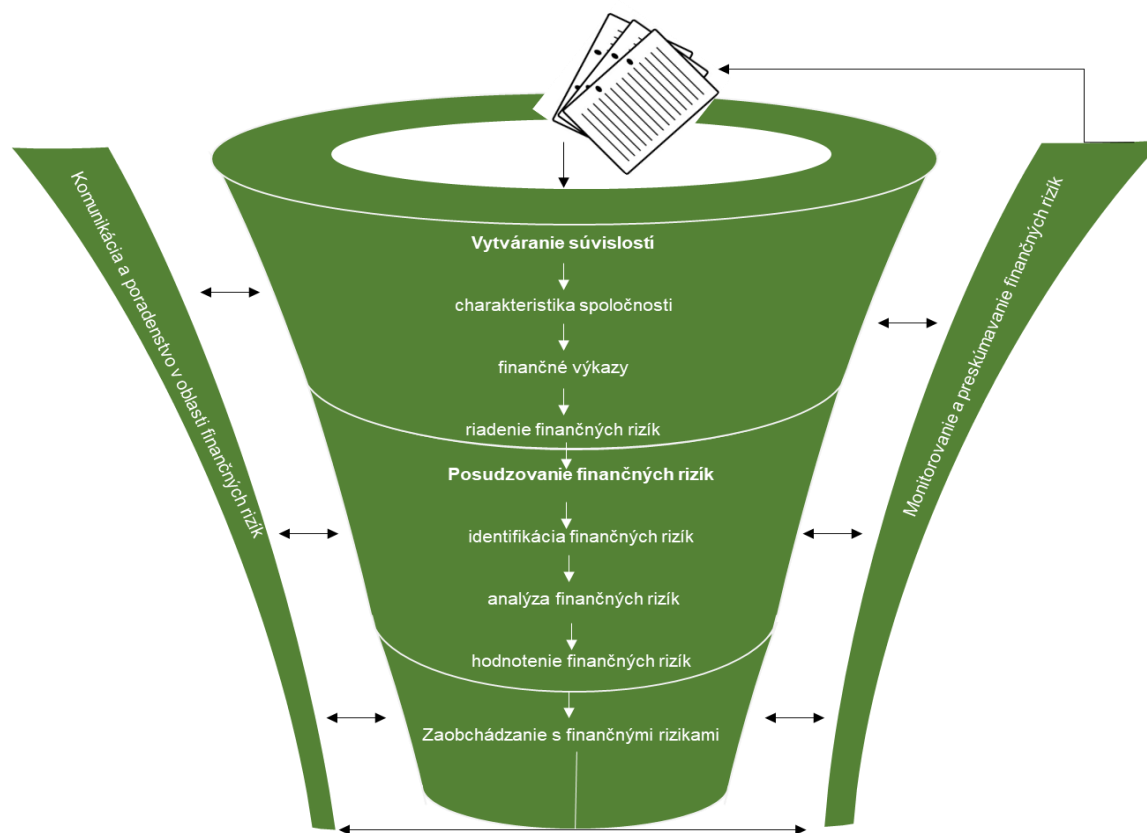 Komunikácia a poradenstvo v oblasti finančných rizík
Vytváranie súvislostí
charakteristika spoločnosti
finančné výkazy
riadenie finančných rizík
Posudzovanie finančných rizík
identifikácia finančných rizík
analýza finančných rizík
hodnotenie finančných rizík
Zaobchádzanie s finančnými rizikami
Monitorovanie a preskúmavanie finančných rizík